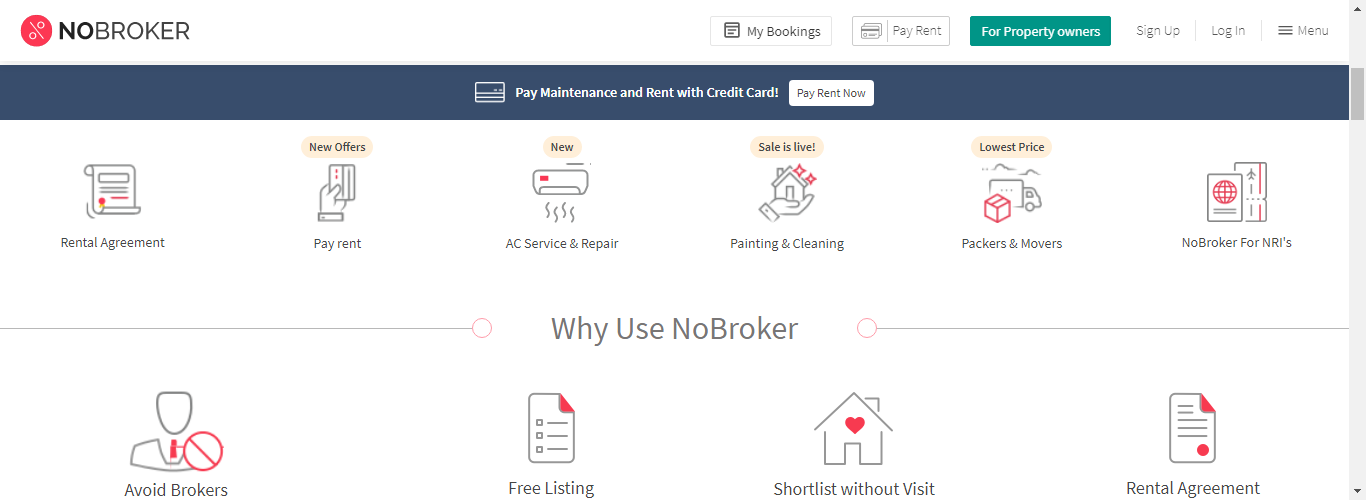 NOBROKER
My Bookings
Pay Rent
For Property owners
Sign Up
Log In
Menu
Pay Maintenance and Rent with Credit Card!
Pay Rent Now
New Offers
New
Sale is live!
Lowest Price
Rental Agreement
Pay rent
AC Service & Repair
Painting & Cleaning
Packers & Movers
NoBroker For NRI's
Why Use NoBroker
Avoid Brokers
Free Listing
Shortlist without Visit
Rental Agreement